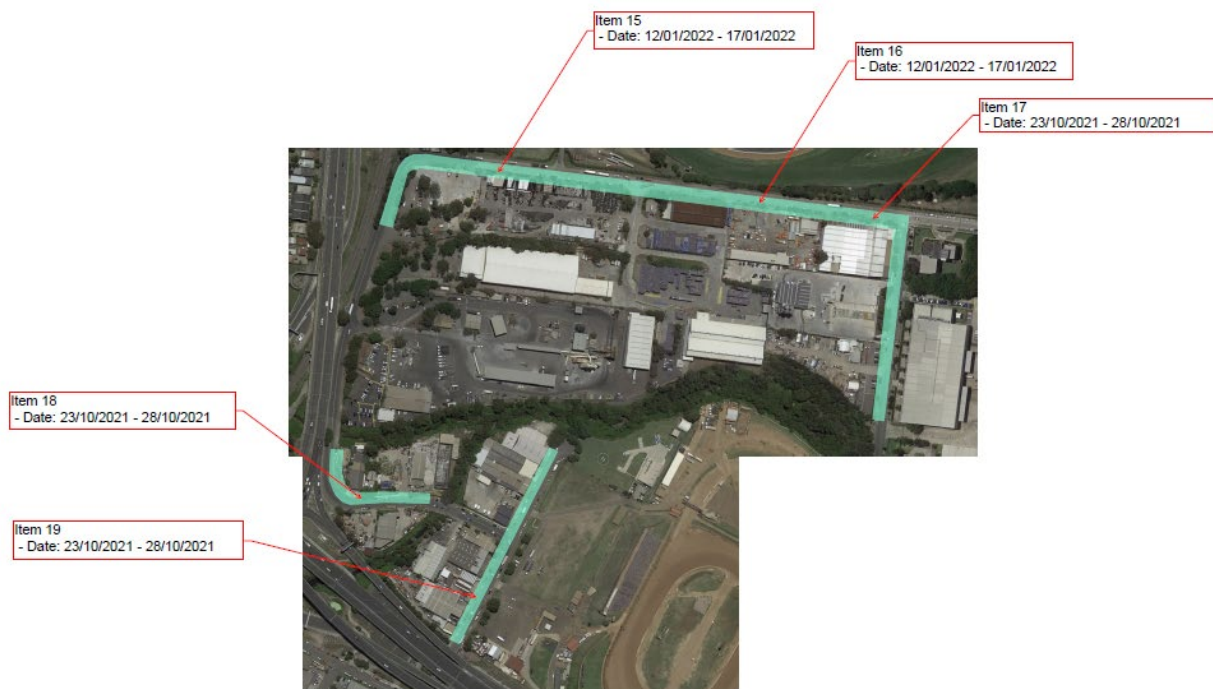 Item 15
- Date: 12/01/2022 - 17/01/2022
Item 16
- Date: 12/01/2022 - 17/01/2022
Item 17
- Date: 23/10/2021 - 28/10/2021
Item 18
- Date: 23/10/2021 - 28/10/2021
Item 19
- Date: 23/10/2021 - 28/10/2021